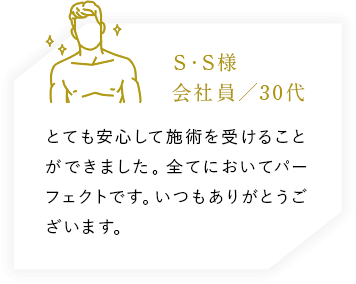 S・S様
会社員／30代
とても安心して施術を受けること
ができました。全てにおいてパー
フェクトです。いつもありがとうご
ざいます。